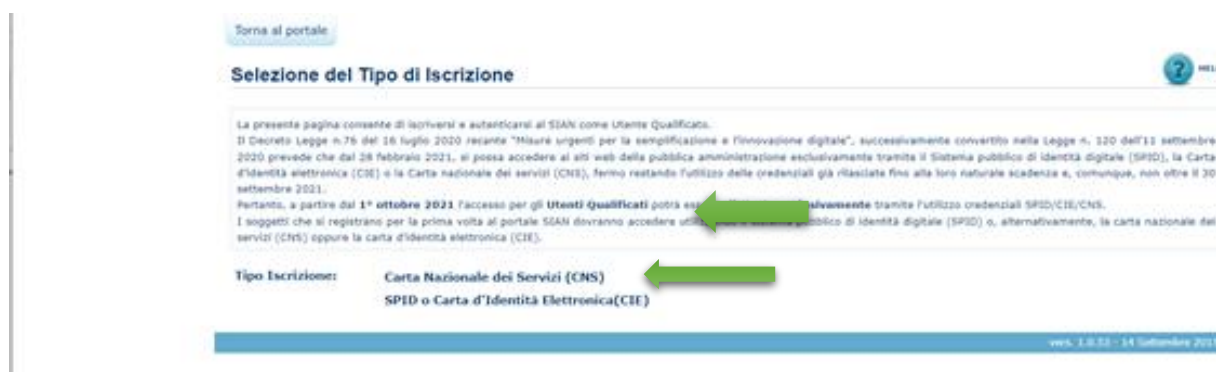 Torna al portale
Selezione del Tipo di Iscrizione
La presente pagina consente di iscriversi e autenticarsi al SIAN come Utente Qualificato.
Il Decreto Legge n.76 del 16 luglio 2020 recante "Misure urgenti per la semplificazione e l'innovazione digitale", successivamente convertito nella Legge n. 120 dell'11 settembre
2020 prevede che dal 28 febbraio 2021, si possa accedere ai siti web della pubblica amministrazione esclusivamente tramite il Sistema pubblico di identità digitale (SPID), la Carta
d'identità elettronica (CIE) o la Carta nazionale dei servizi (CNS), fermo restando l'utilizzo delle credenziali già rilasciate fino alla loro naturale scadenza e, comunque, non oltre il 30
settembre 2021.
Pertanto, a partire dal 1° ottobre 2021 l'accesso per gli Utenti Qualificati potrà tramite l'utilizzo credenziali SPID/CIE/CNS.
I soggetti che si registrano per la prima volta al portale SIAN dovranno accedere di identità digitale (SPID) o, alternativamente, la carta nazionale dei
servizi (CNS) oppure la carta d'identità elettronica (CIE).
Tipo Iscrizione: Carta Nazionale dei Servizi (CNS)
SPID o Carta d'Identità Elettronica(CIE)
vers. 1.0.33 - 14 Settembre